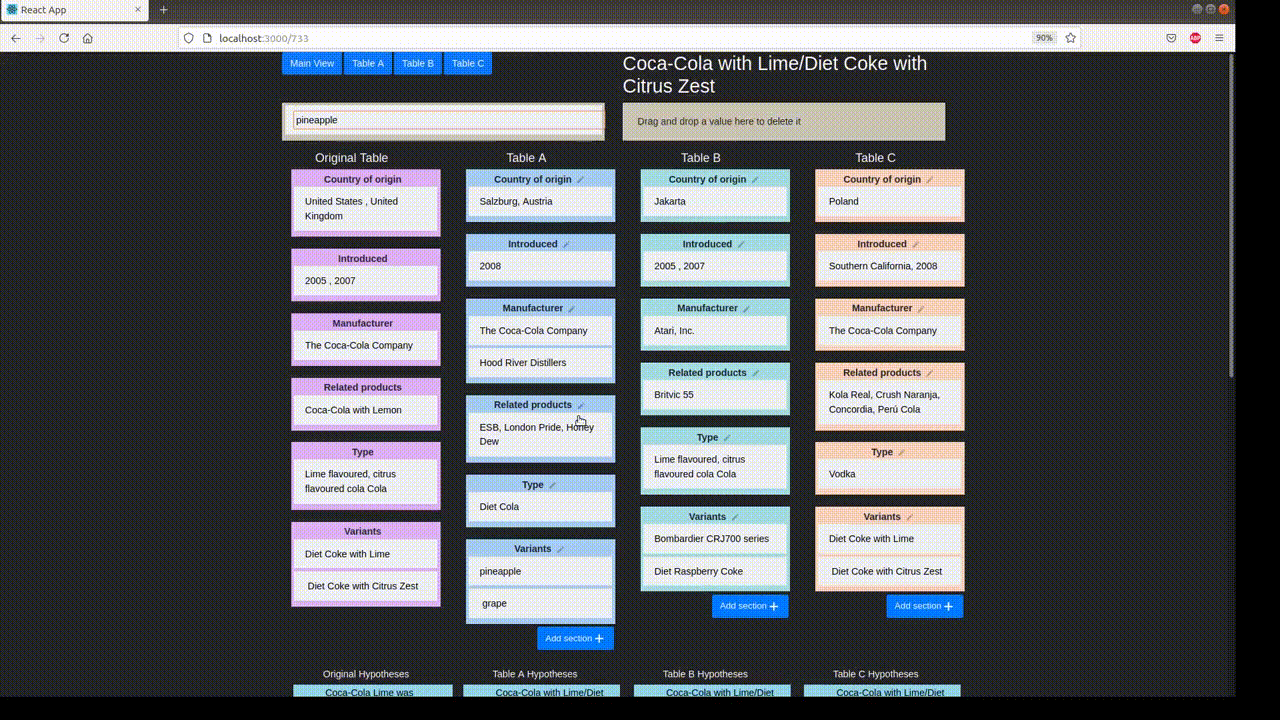 React App
localhost:3000/733
90%
ABP
Main View
Table A
Table B
Table C
Coca-Cola with Lime/Diet Coke with
Citrus Zest
pineapple
Drag and drop a value here to delete it
Original Table
Country of origin
United States , United
Kingdom
Introduced
2005 , 2007
Manufacturer
The Coca-Cola Company
Related products
Coca-Cola with Lemon
Type
Lime flavoured, citrus
flavoured cola Cola
Variants
Diet Coke with Lime
Diet Coke with Citrus Zest
Table A
Country of origin
Salzburg, Austria
Introduced
2008
Manufacturer
The Coca-Cola Company
Hood River Distillers
Related products
ESB, London Pride, Honey
Dew
Type
Diet Cola
Variants
pineapple
grape
Add section
Table B
Country of origin
Jakarta
Introduced
2005 , 2007
Manufacturer
Atari, Inc.
Related products
Britvic 55
Type
Lime flavoured, citrus
flavoured cola Cola
Variants
Bombardier CRJ700 series
Diet Raspberry Coke
Add section
Table C
Country of origin
Poland
Introduced
Southern California, 2008
Manufacturer
The Coca-Cola Company
Related products
Kola Real, Crush Naranja,
Concordia, Perú Cola
Type
Vodka
Variants
Diet Coke with Lime
Diet Coke with Citrus Zest
Add section
Original Hypotheses
Coca-Cola Lime was
Table A Hypotheses
Coca-Cola with Lime/Diet
Table B Hypotheses
Coca-Cola with Lime/Diet
Table C Hypotheses
Coca-Cola with Lime/Diet